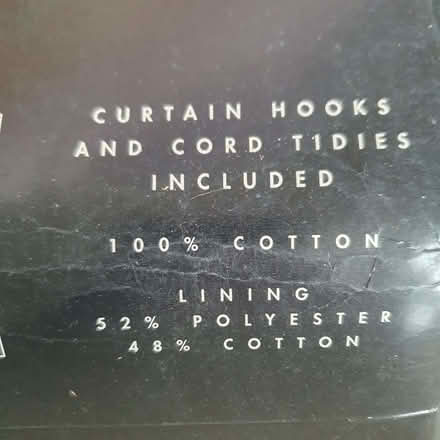 CURTAIN HOOKS
AND CORD TIDIES
INCLUDED
100% COTTON
LINING
52% POLYESTER
48% COTTON